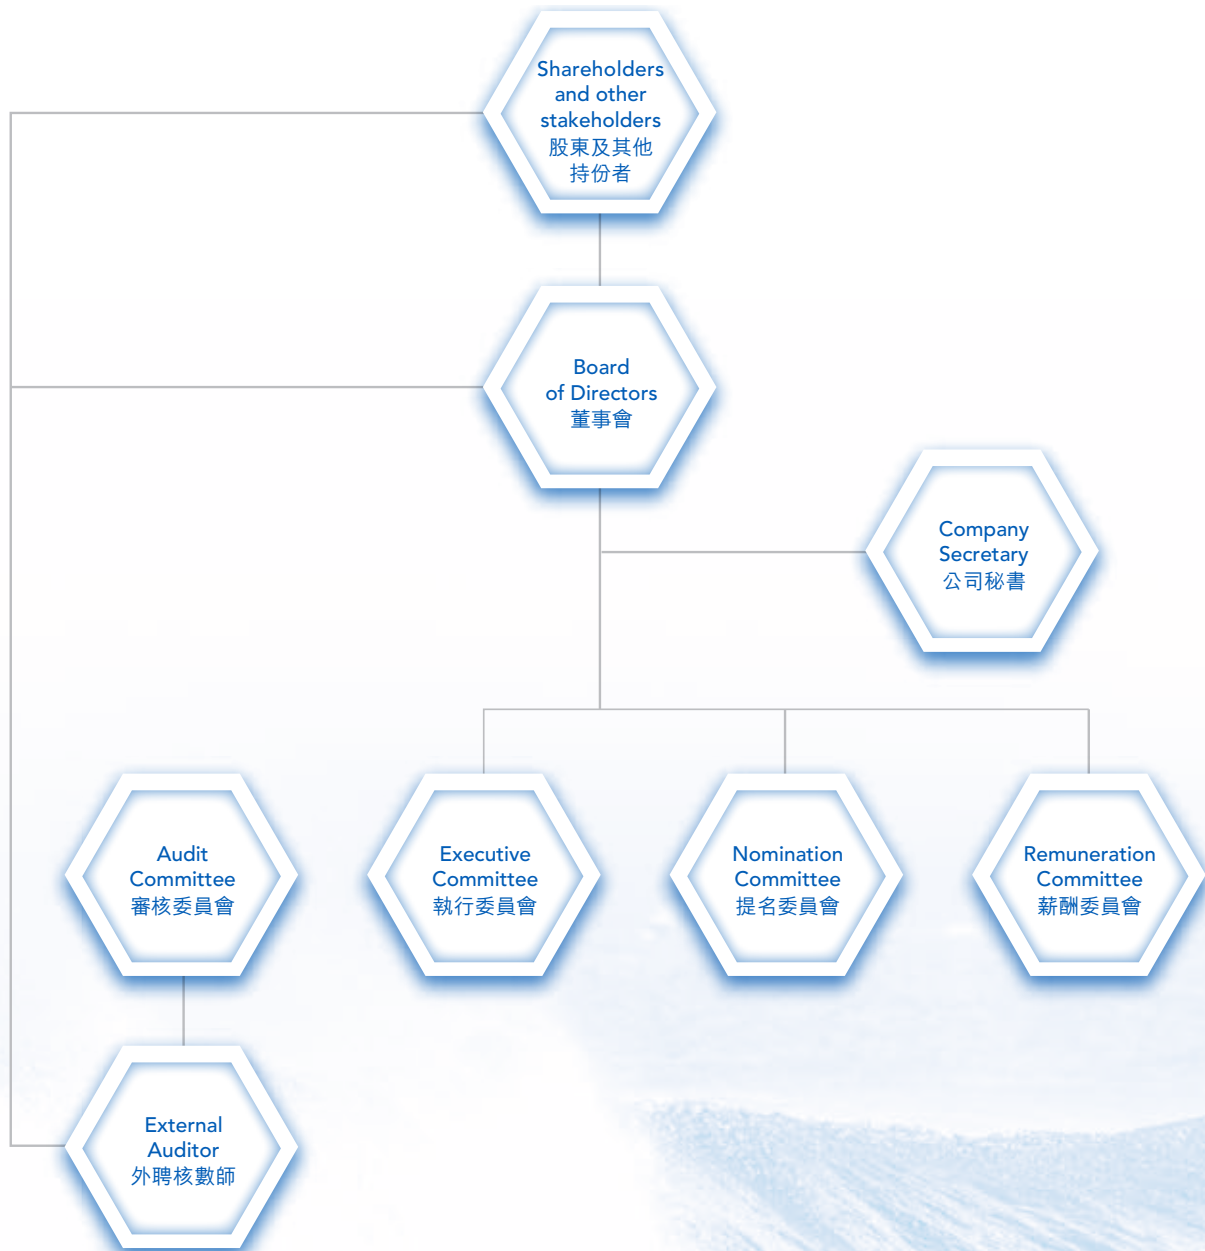 Shareholders
and other
stakeholders
股東及其他
持份者
Board
of Directors
董事會
Company
Secretary
公司秘書
Audit
Committee
審核委員會
Executive
Committee
執行委員會
Nomination
Committee
提名委員會
Remuneration
Committee
薪酬委員會
External
Auditor
外聘核數師